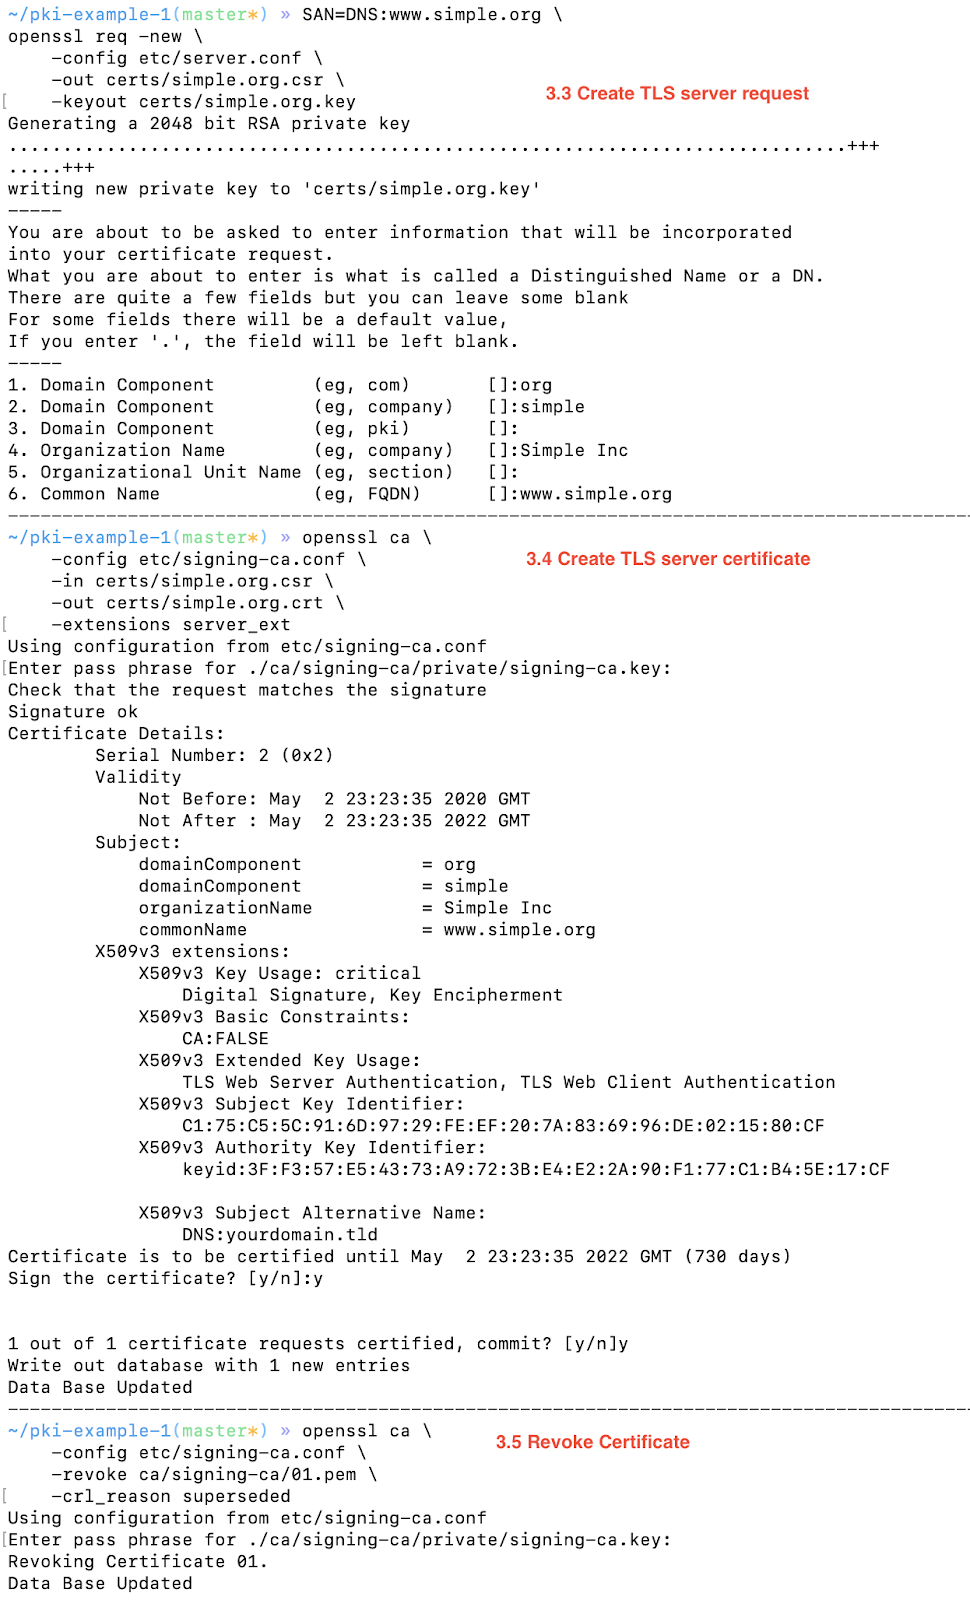 ~/pki-example-1(master*) » SAN=DNS:www.simple.org \
openssl req -new \
    -config etc/server.conf \
    -out certs/simple.org.csr \
[    -keyout certs/simple.org.key
3.3 Create TLS server request
Generating a 2048 bit RSA private key
..............................................................................+++
.....+++
writing new private key to 'certs/simple.org.key'
-----
You are about to be asked to enter information that will be incorporated
into your certificate request.
What you are about to enter is what is called a Distinguished Name or a DN.
There are quite a few fields but you can leave some blank
For some fields there will be a default value,
If you enter '.', the field will be left blank.
-----
1. Domain Component         (eg, com)       []:org
2. Domain Component         (eg, company)   []:simple
3. Domain Component         (eg, pki)       []:
4. Organization Name        (eg, company)   []:Simple Inc
5. Organizational Unit Name (eg, section)   []:
6. Common Name              (eg, FQDN)      []:www.simple.org
~/pki-example-1(master*) » openssl ca \
    -config etc/signing-ca.conf \
3.4 Create TLS server certificate
    -in certs/simple.org.csr \
    -out certs/simple.org.crt \
[    -extensions server_ext
Using configuration from etc/signing-ca.conf
[Enter pass phrase for ./ca/signing-ca/private/signing-ca.key:
Check that the request matches the signature
Signature ok
Certificate Details:
        Serial Number: 2 (0x2)
        Validity
            Not Before: May  2 23:23:35 2020 GMT
            Not After : May  2 23:23:35 2022 GMT
        Subject:
            domainComponent           = org
            domainComponent           = simple
            organizationName          = Simple Inc
            commonName                = www.simple.org
        X509v3 extensions:
            X509v3 Key Usage: critical
                Digital Signature, Key Encipherment
            X509v3 Basic Constraints:
                CA:FALSE
            X509v3 Extended Key Usage:
                TLS Web Server Authentication, TLS Web Client Authentication
            X509v3 Subject Key Identifier:
                C1:75:C5:5C:91:6D:97:29:FE:EF:20:7A:83:69:96:DE:02:15:80:CF
            X509v3 Authority Key Identifier:
                keyid:3F:F3:57:E5:43:73:A9:72:3B:E4:E2:2A:90:F1:77:C1:B4:5E:17:CF
            X509v3 Subject Alternative Name:
                DNS:yourdomain.tld
Certificate is to be certified until May  2 23:23:35 2022 GMT (730 days)
Sign the certificate? [y/n]:y
1 out of 1 certificate requests certified, commit? [y/n]y
Write out database with 1 new entries
Data Base Updated
~/pki-example-1(master*) » openssl ca \
3.5 Revoke Certificate
    -config etc/signing-ca.conf \
    -revoke ca/signing-ca/01.pem \
[    -crl_reason superseded
Using configuration from etc/signing-ca.conf
[Enter pass phrase for ./ca/signing-ca/private/signing-ca.key:
Revoking Certificate 01.
Data Base Updated